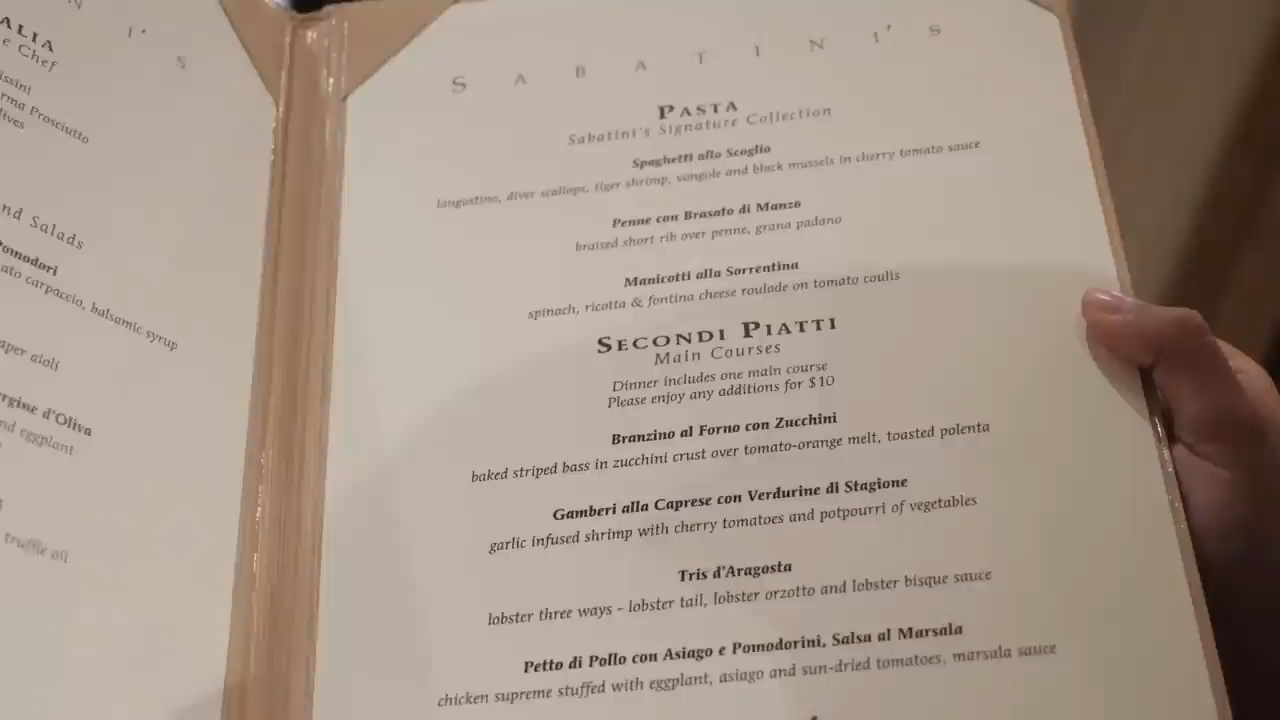 N I' S
ALIA
e Chef
issini
rma Prosciutto
lives
nd Salads
Pomodori
ato carpaccio, balsamic syrup
aper aioli
rgine d'Oliva
nd eggplant
truffle oil
SABATINI'S
PASTA
Sabatini's Signature Collection
Spaghetti allo Scoglio
langostino, diver scallops, tiger shrimp, vongole and black mussels in cherry tomato sauce
Penne con Brasato di Manzo
braised short rib over penne, grana padano
Manicotti alla Sorrentina
spinach, ricotta & fontina cheese roulade on tomato coulis
SECONDI PIATTI
Main Courses
Dinner includes one main course
Please enjoy any additions for $10
Branzino al Forno con Zucchini
baked striped bass in zucchini crust over tomato-orange melt, toasted polenta
Gamberi alla Caprese con Verdurine di Stagione
garlic infused shrimp with cherry tomatoes and potpourri of vegetables
Tris d'Aragosta
lobster three ways – lobster tail, lobster orzotto and lobster bisque sauce
Petto di Pollo con Asiago e Pomodorini, Salsa al Marsala
chicken supreme stuffed with eggplant, asiago and sun-dried tomatoes, marsala sauce